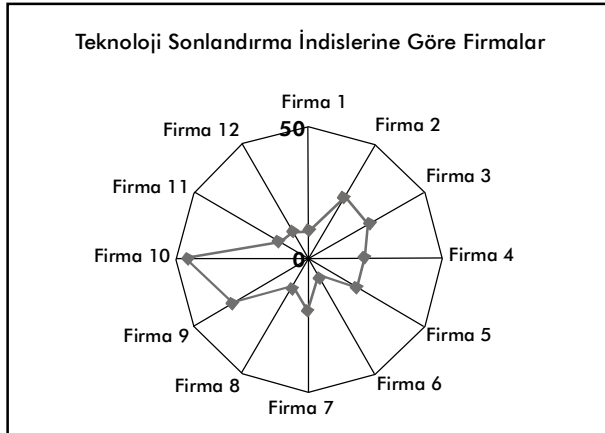 Teknoloji Sonlandırma İndislerine Göre Firmalar
Firma 1
Firma 12
50
Firma 2
Firma 11
Firma 3
Firma 10
0
Firma 4
Firma 9
Firma 5
Firma 8
Firma 6
Firma 7